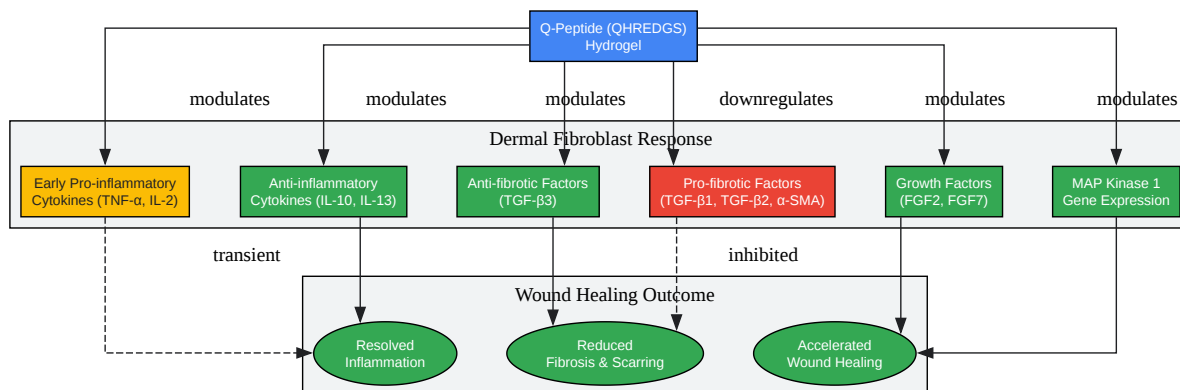 Q-Peptide (QHREDGS)
Hydrogel
modulates
modulates
modulates
downregulates
modulates
modulates
Dermal Fibroblast Response
Early Pro-inflammatory
Cytokines (TNF-α, IL-2)
Anti-inflammatory
Cytokines (IL-10, IL-13)
Anti-fibrotic Factors
(TGF-β3)
Pro-fibrotic Factors
(TGF-β1, TGF-β2, α-SMA)
Growth Factors
(FGF2, FGF7)
MAP Kinase 1
Gene Expression
transient
inhibited
Wound Healing Outcome
Resolved
Inflammation
Reduced
Fibrosis & Scarring
Accelerated
Wound Healing